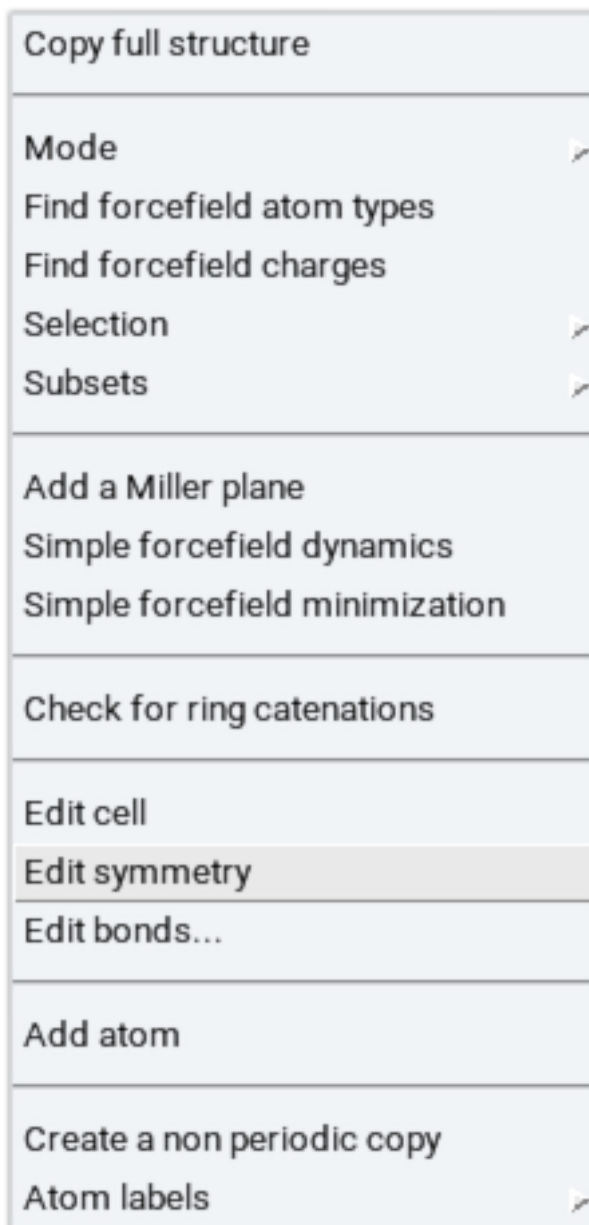 Copy full structure
Mode
Find forcefield atom types
Find forcefield charges
Selection
Subsets
Add a Miller plane
Simple forcefield dynamics
Simple forcefield minimization
Check for ring catenations
Edit cell
Edit symmetry
Edit bonds...
Add atom
Create a non periodic copy
Atom labels